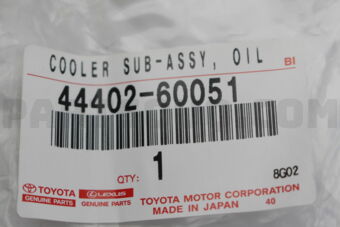 COOLER SUB-ASSY, OIL BI
44402-60051
QTY:
1
8G02
TOYOTA
GENUINE PARTS
LEXUS
GENUINE PARTS
TOYOTA MOTOR CORPORATION
MADE IN JAPAN 40